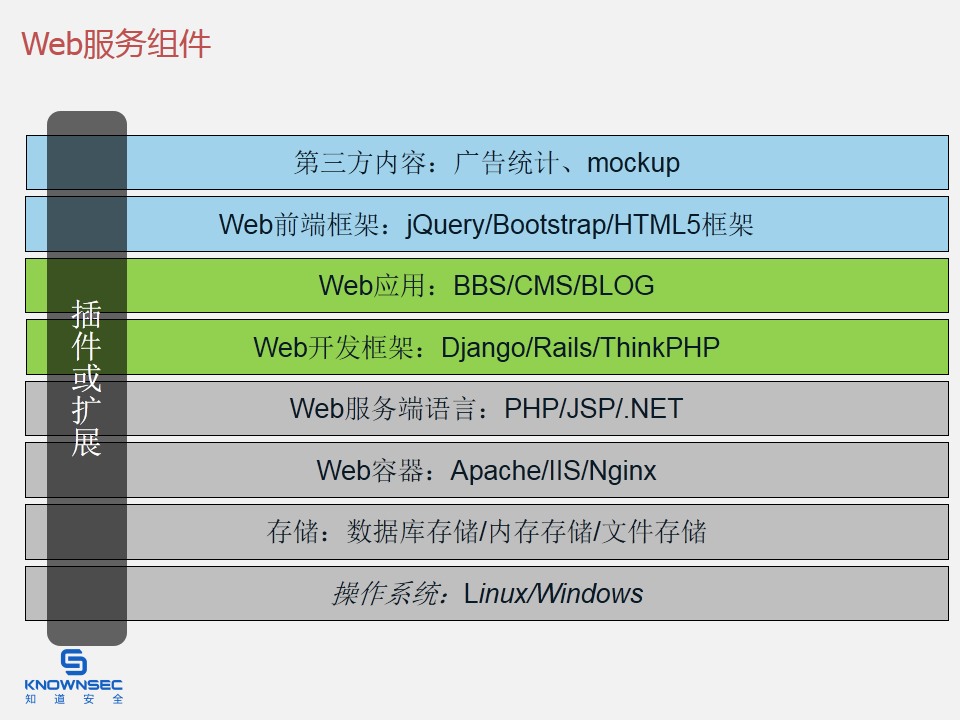 Web服务组件
第三方内容：广告统计、mockup
Web前端框架：jQuery/Bootstrap/HTML5框架
Web应用：BBS/CMS/BLOG
Web开发框架：Django/Rails/ThinkPHP
Web服务端语言：PHP/JSP/.NET
Web容器：Apache/IIS/Nginx
存储：数据库存储/内存存储/文件存储
操作系统：Linux/Windows
插件或扩展
KNOWNSEC
知道安全